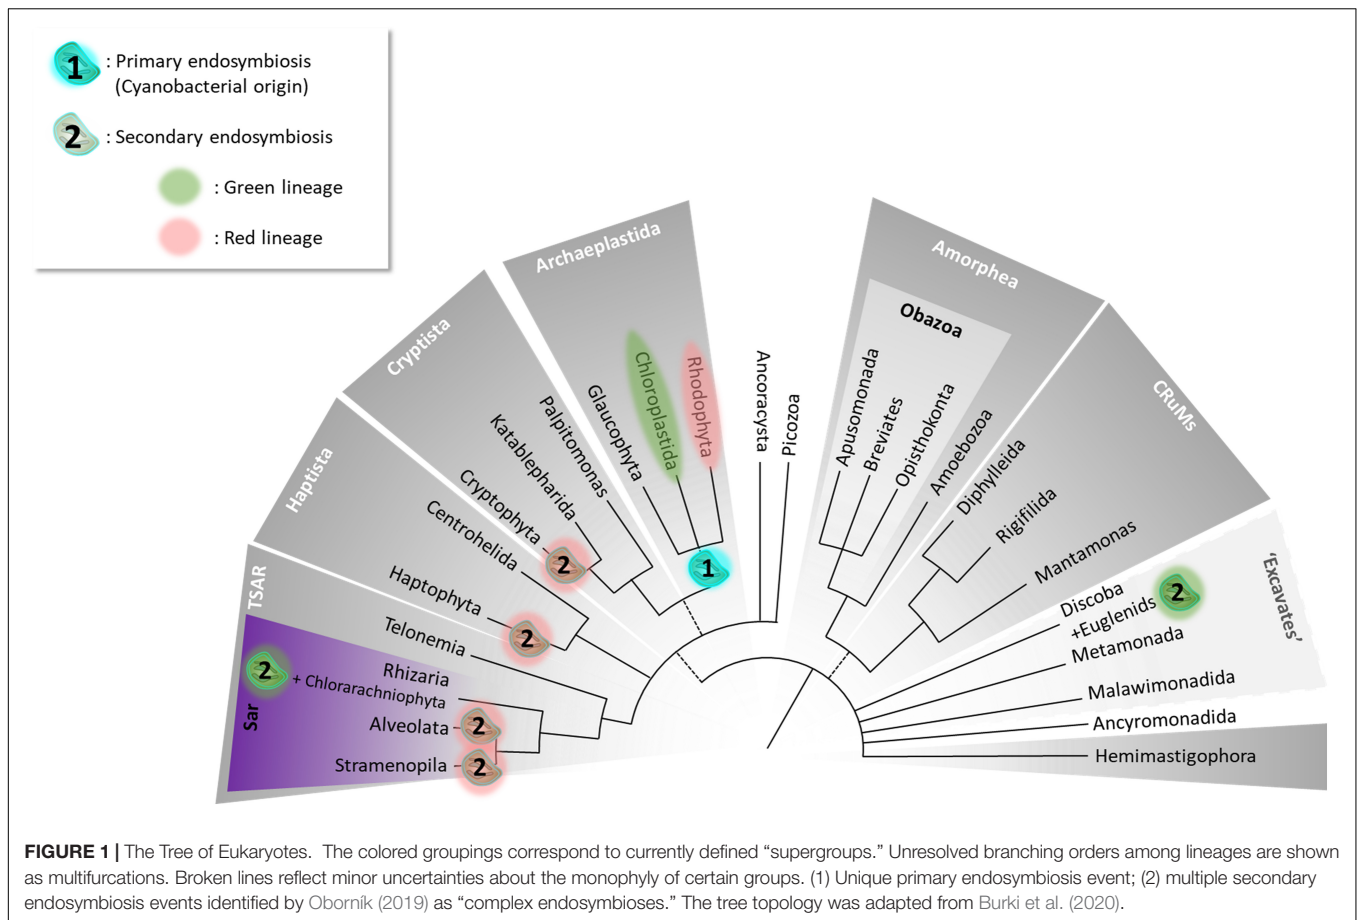 1 : Primary endosymbiosis
(Cyanobacterial origin)
2 : Secondary endosymbiosis
: Green lineage
: Red lineage
TSAR
Haptista
Cryptista
Archaeplastida
Amorphea
Obazoa
CRuMs
‘Excavates’
Sar
Stramenopila
2
Alveolata
2
Rhizaria
+ Chlorarachniophyta
2
Telonemia
Haptophyta
2
Centrohelida
Cryptophyta
2
Katablepharida
Palpitomonas
Glaucophyta
Chloroplastida
Rhodophyta
1
Ancoracysta
Picozoa
Apusomonada
Breviates
Opisthokonta
Amoebozoa
Diphylleida
Rigifilida
Mantamonas
Discoba
+Euglenids
2
Metamonada
Malawimonadida
Ancyromonadida
Hemimastigophora
FIGURE 1 | The Tree of Eukaryotes. The colored groupings correspond to currently defined “supergroups.” Unresolved branching orders among lineages are shown
as multifurcations. Broken lines reflect minor uncertainties about the monophyly of certain groups. (1) Unique primary endosymbiosis event; (2) multiple secondary
endosymbiosis events identified by Oborník (2019) as “complex endosymbioses.” The tree topology was adapted from Burki et al. (2020).